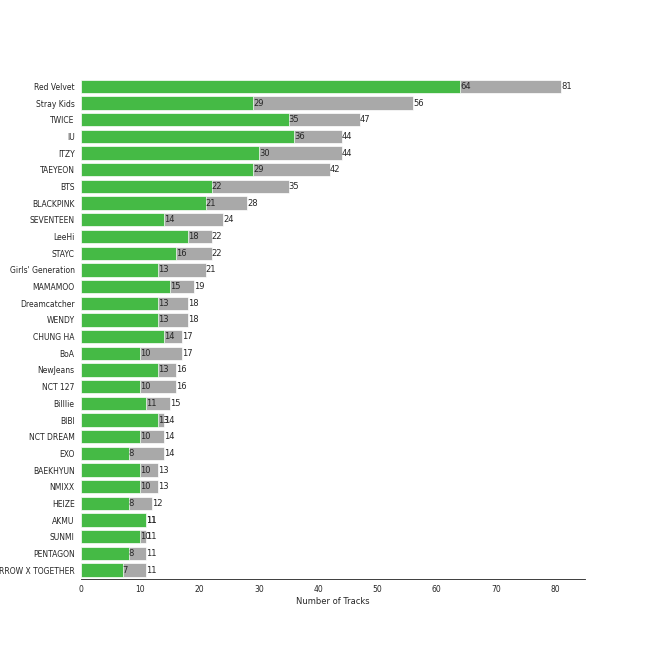 Red Velvet 64 81
Stray Kids 29 56
TWICE 35 47
IU 36 44
ITZY 30 44
TAEYEON 29 42
BTS 22 35
BLACKPINK 21 28
SEVENTEEN 14 24
LeeHi 18 22
STAYC 16 22
Girls' Generation 13 21
MAMAMOO 15 19
Dreamcatcher 13 18
WENDY 13 18
CHUNG HA 14 17
BoA 10 17
NewJeans 13 16
NCT 127 10 16
Billlie 11 15
BIBI 13 14
NCT DREAM 10 14
EXO 8 14
BAEKHYUN 10 13
NMIXX 10 13
HEIZE 8 12
AKMU 11 11
SUNMI 10 11
PENTAGON 8 11
RROW X TOGETHER 7 11
0 10 20 30 40 50 60 70 80
Number of Tracks